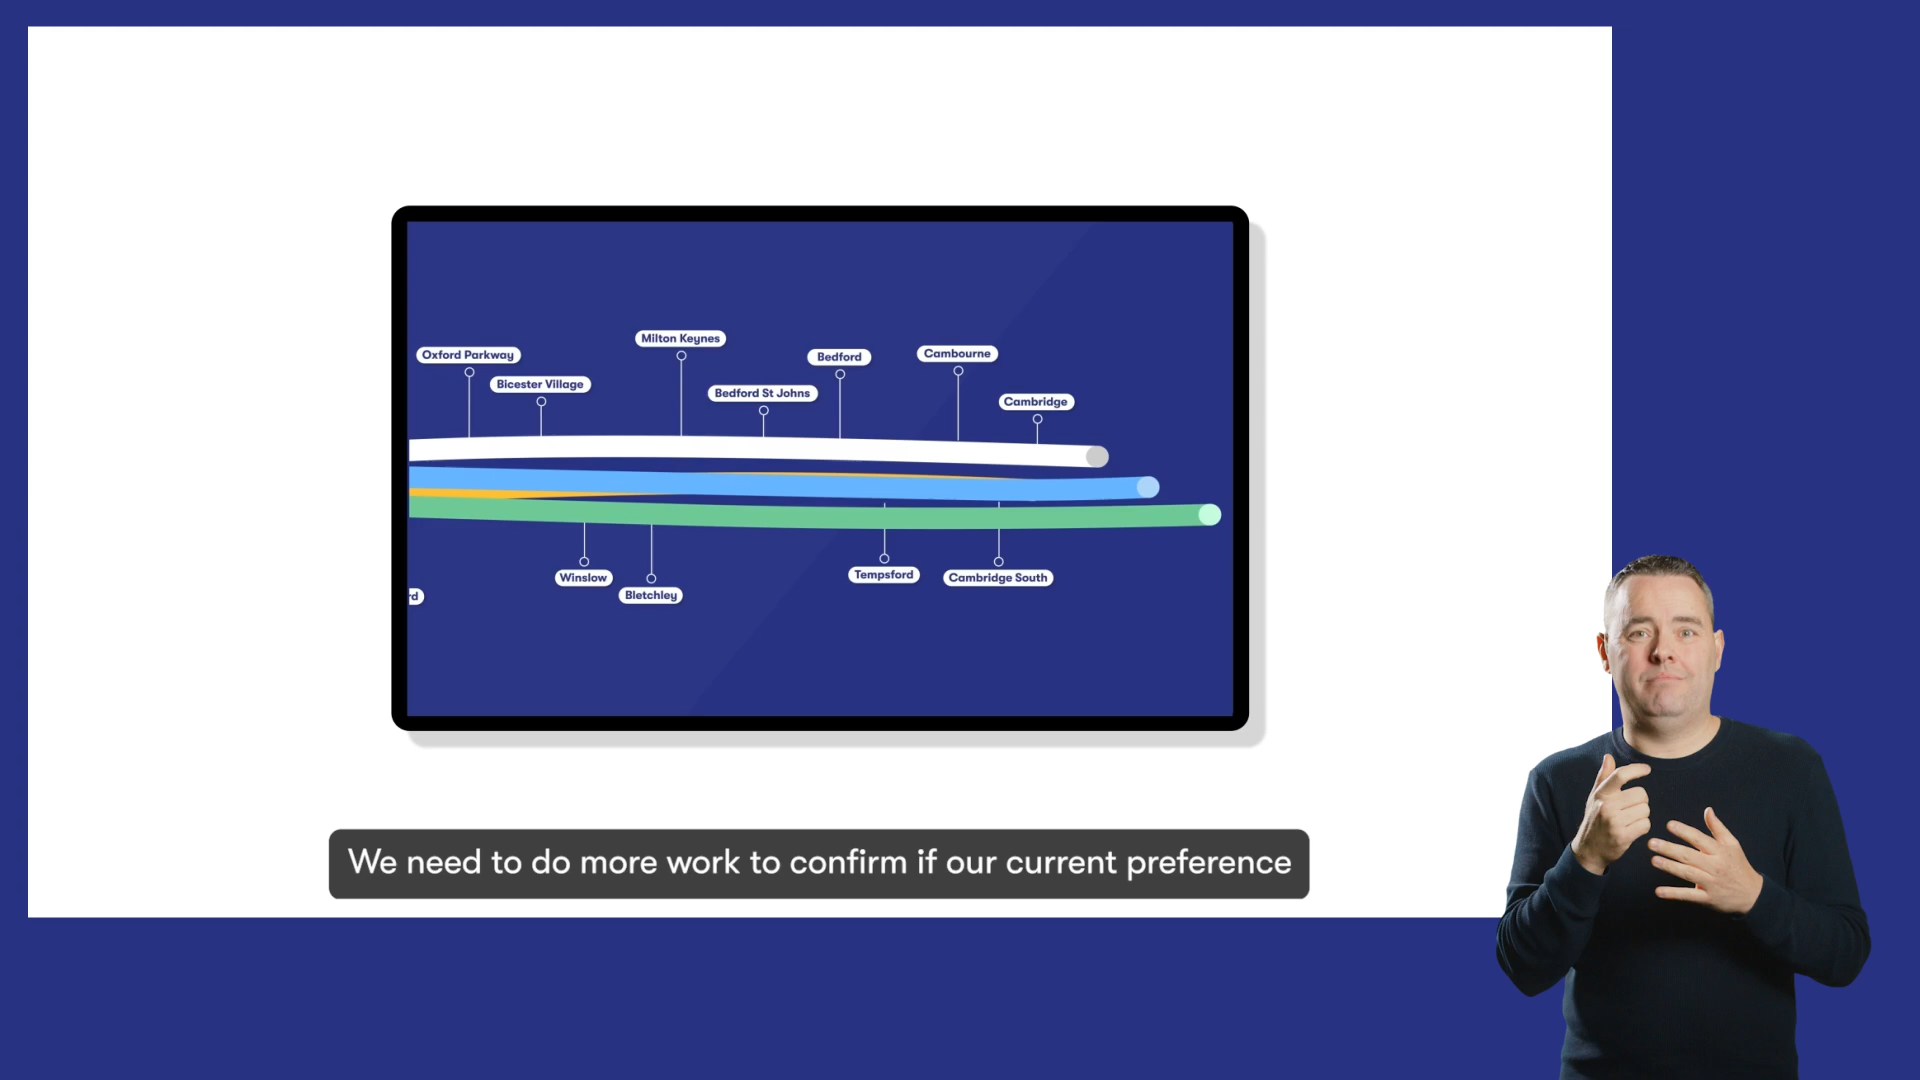 Milton Keynes
Oxford Parkway
Bicester Village
Bedford St Johns
Bedford
Cambourne
Cambridge
Winslow
Bletchley
Tempsford
Cambridge South
rd
We need to do more work to confirm if our current preference